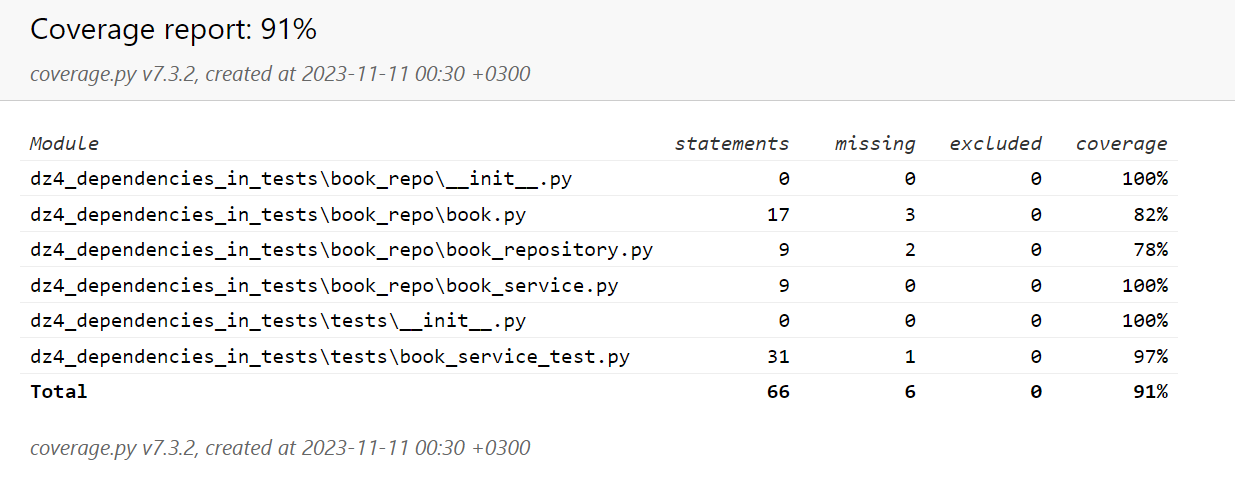 Coverage report: 91%
coverage.py v7.3.2, created at 2023-11-11 00:30 +0300
Module statements missing excluded coverage
dz4_dependencies_in_tests\book_repo\__init__.py 0 0 0 100%
dz4_dependencies_in_tests\book_repo\book.py 17 3 0 82%
dz4_dependencies_in_tests\book_repo\book_repository.py 9 2 0 78%
dz4_dependencies_in_tests\book_repo\book_service.py 9 0 0 100%
dz4_dependencies_in_tests\tests\__init__.py 0 0 0 100%
dz4_dependencies_in_tests\tests\book_service_test.py 31 1 0 97%
Total 66 6 0 91%
coverage.py v7.3.2, created at 2023-11-11 00:30 +0300